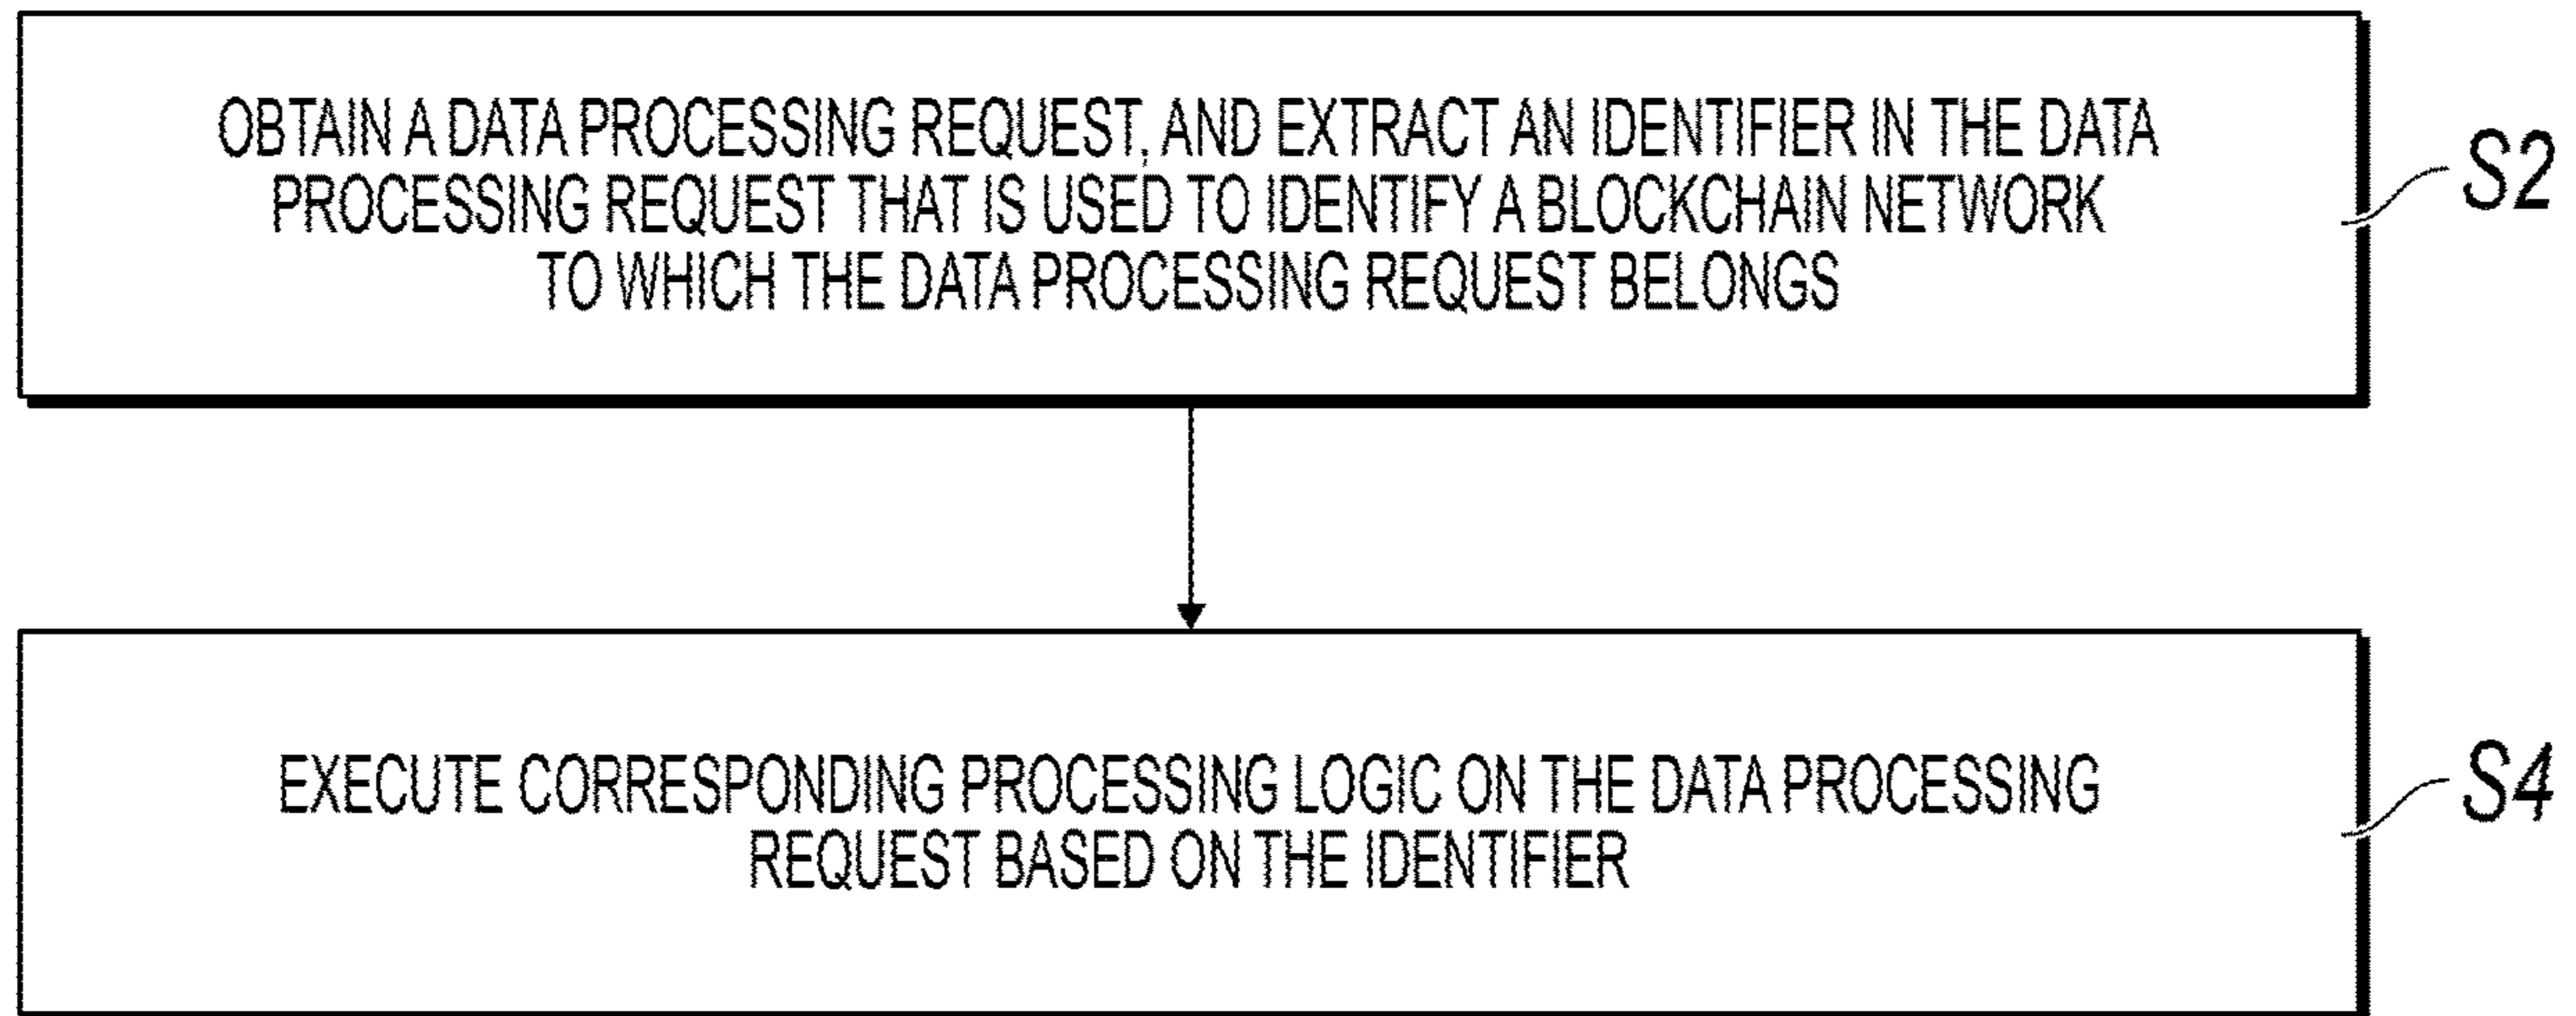 OBTAIN A DATA PROCESSING REQUEST, AND EXTRACT AN IDENTIFIER IN THE DATA
PROCESSING REQUEST THAT IS USED TO IDENTIFY A BLOCKCHAIN NETWORK
TO WHICH THE DATA PROCESSING REQUEST BELONGS
S2
EXECUTE CORRESPONDING PROCESSING LOGIC ON THE DATA PROCESSING
REQUEST BASED ON THE IDENTIFIER
S4